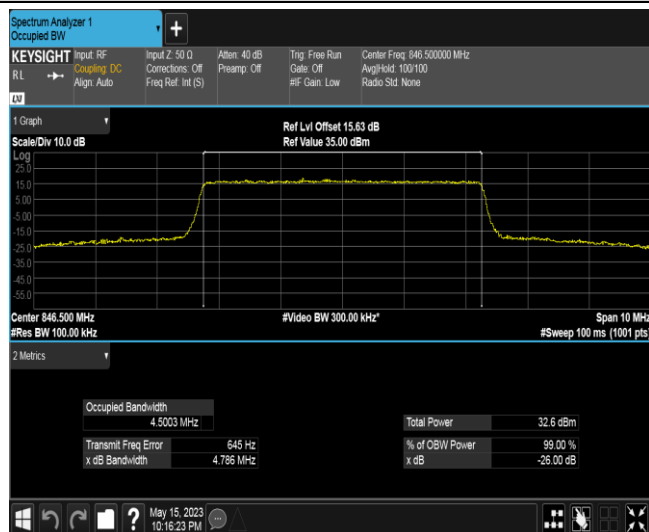 Spectrum Analyzer 1
Occupied BW
+
KEYSIGHT
RL
LXI
Input: RF
Coupling: DC
Align: Auto
Input Z: 50 Ω
Corrections: Off
Freq Ref: Int (S)
Atten: 40 dB
Preamp: Off
Trig: Free Run
Gate: Off
#IF Gain: Low
Center Freq: 846.500000 MHz
Avg|Hold: 100/100
Radio Std: None
1 Graph
Scale/Div 10.0 dB
Ref Lvl Offset 15.63 dB
Ref Value 35.00 dBm
Log
25.0
15.0
5.00
-5.00
-15.0
-25.0
-35.0
-45.0
-55.0
Center 846.500 MHz
#Res BW 100.00 kHz
#Video BW 300.00 kHz*
Span 10 MHz
#Sweep 100 ms (1001 pts)
2 Metrics
Occupied Bandwidth
4.5003 MHz
Total Power 32.6 dBm
Transmit Freq Error 645 Hz
% of OBW Power 99.00 %
x dB Bandwidth 4.786 MHz
x dB -26.00 dB
?
May 15, 2023
10:16:23 PM